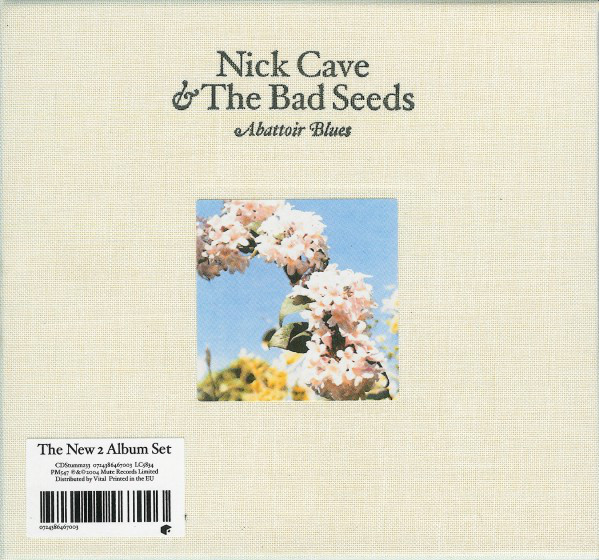 Nick Cave
& The Bad Seeds
Abattoir Blues
The New 2 Album Set
CDStumm233 0724386467003 LC5834
PM547 ℗&©2004 Mute Records Limited
Distributed by Vital Printed in the EU
0724386467003